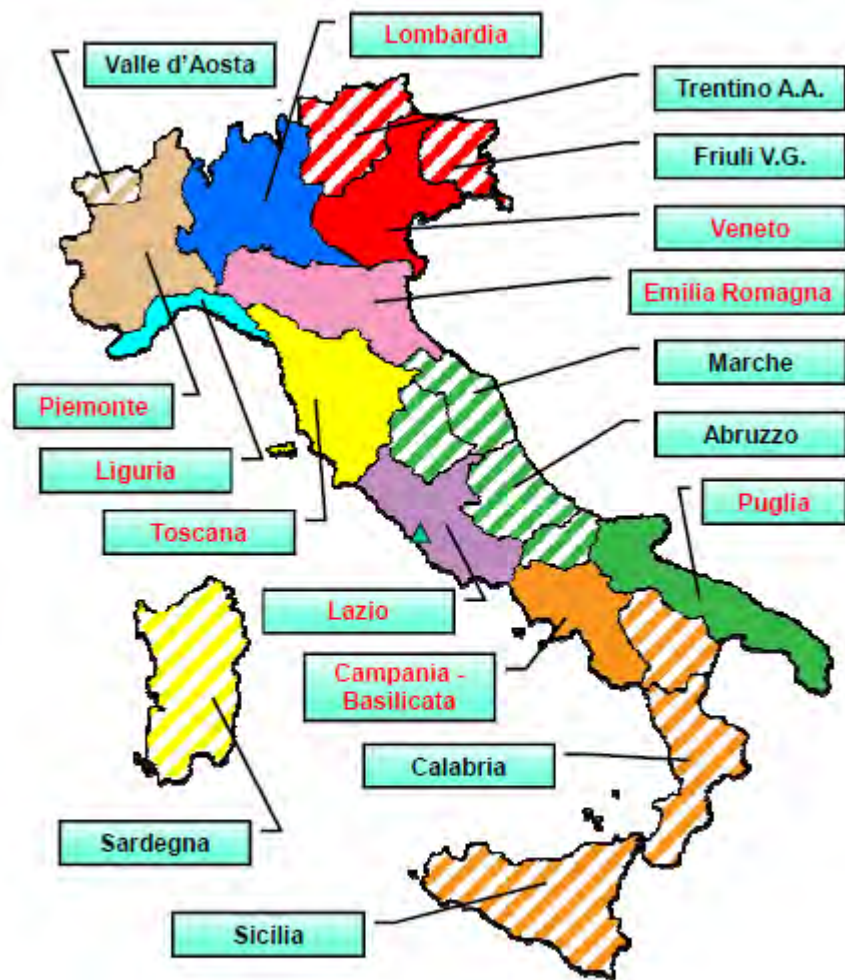 Lombardia
Valle d'Aosta
Trentino A.A.
Friuli V.G.
Veneto
Emilia Romagna
Marche
Piemonte
Abruzzo
Liguria
Puglia
Toscana
Lazio
Campania -
Basilicata
Calabria
Sardegna
Sicilia